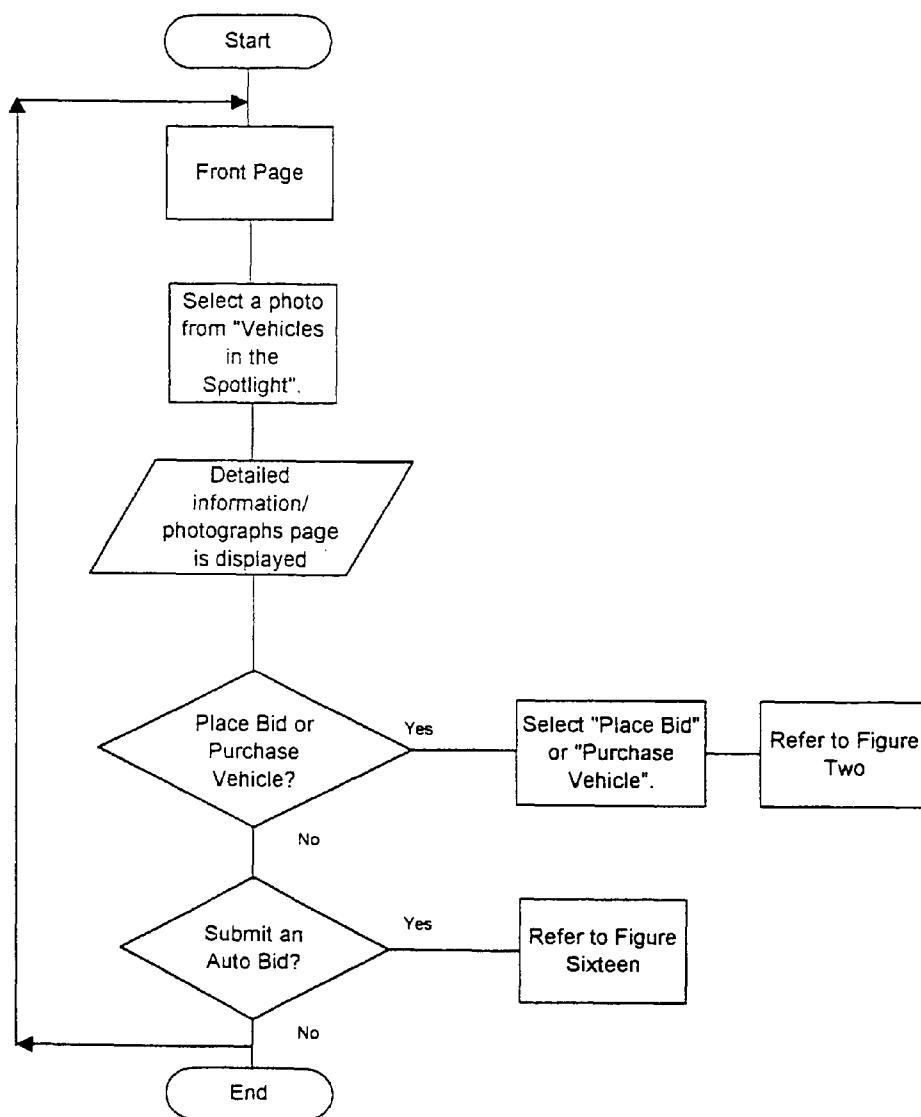 Start
Front Page
Select a photo
from "Vehicles
in the
Spotlight".
Detailed
information/
photographs page
is displayed
Place Bid or
Purchase
Vehicle?
Yes
Select "Place Bid"
or "Purchase
Vehicle".
Refer to Figure
Two
No
Submit an
Auto Bid?
Yes
Refer to Figure
Sixteen
No
End